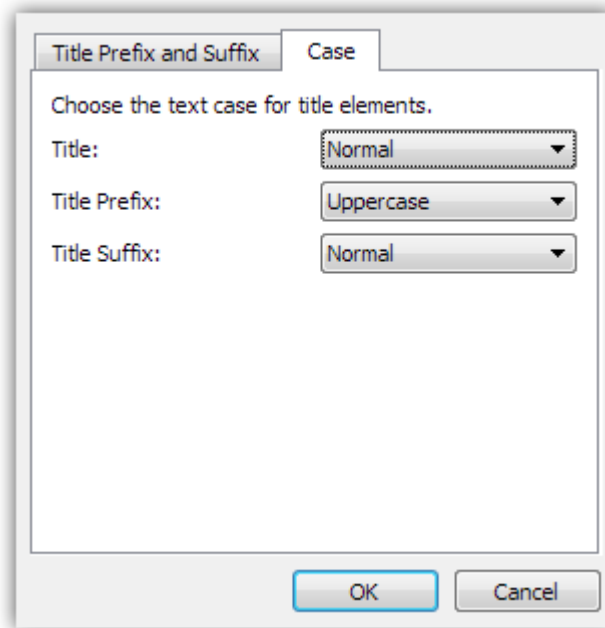 Title Prefix and Suffix Case
Choose the text case for title elements.
Title: Normal
Title Prefix: Uppercase
Title Suffix: Normal
OK Cancel